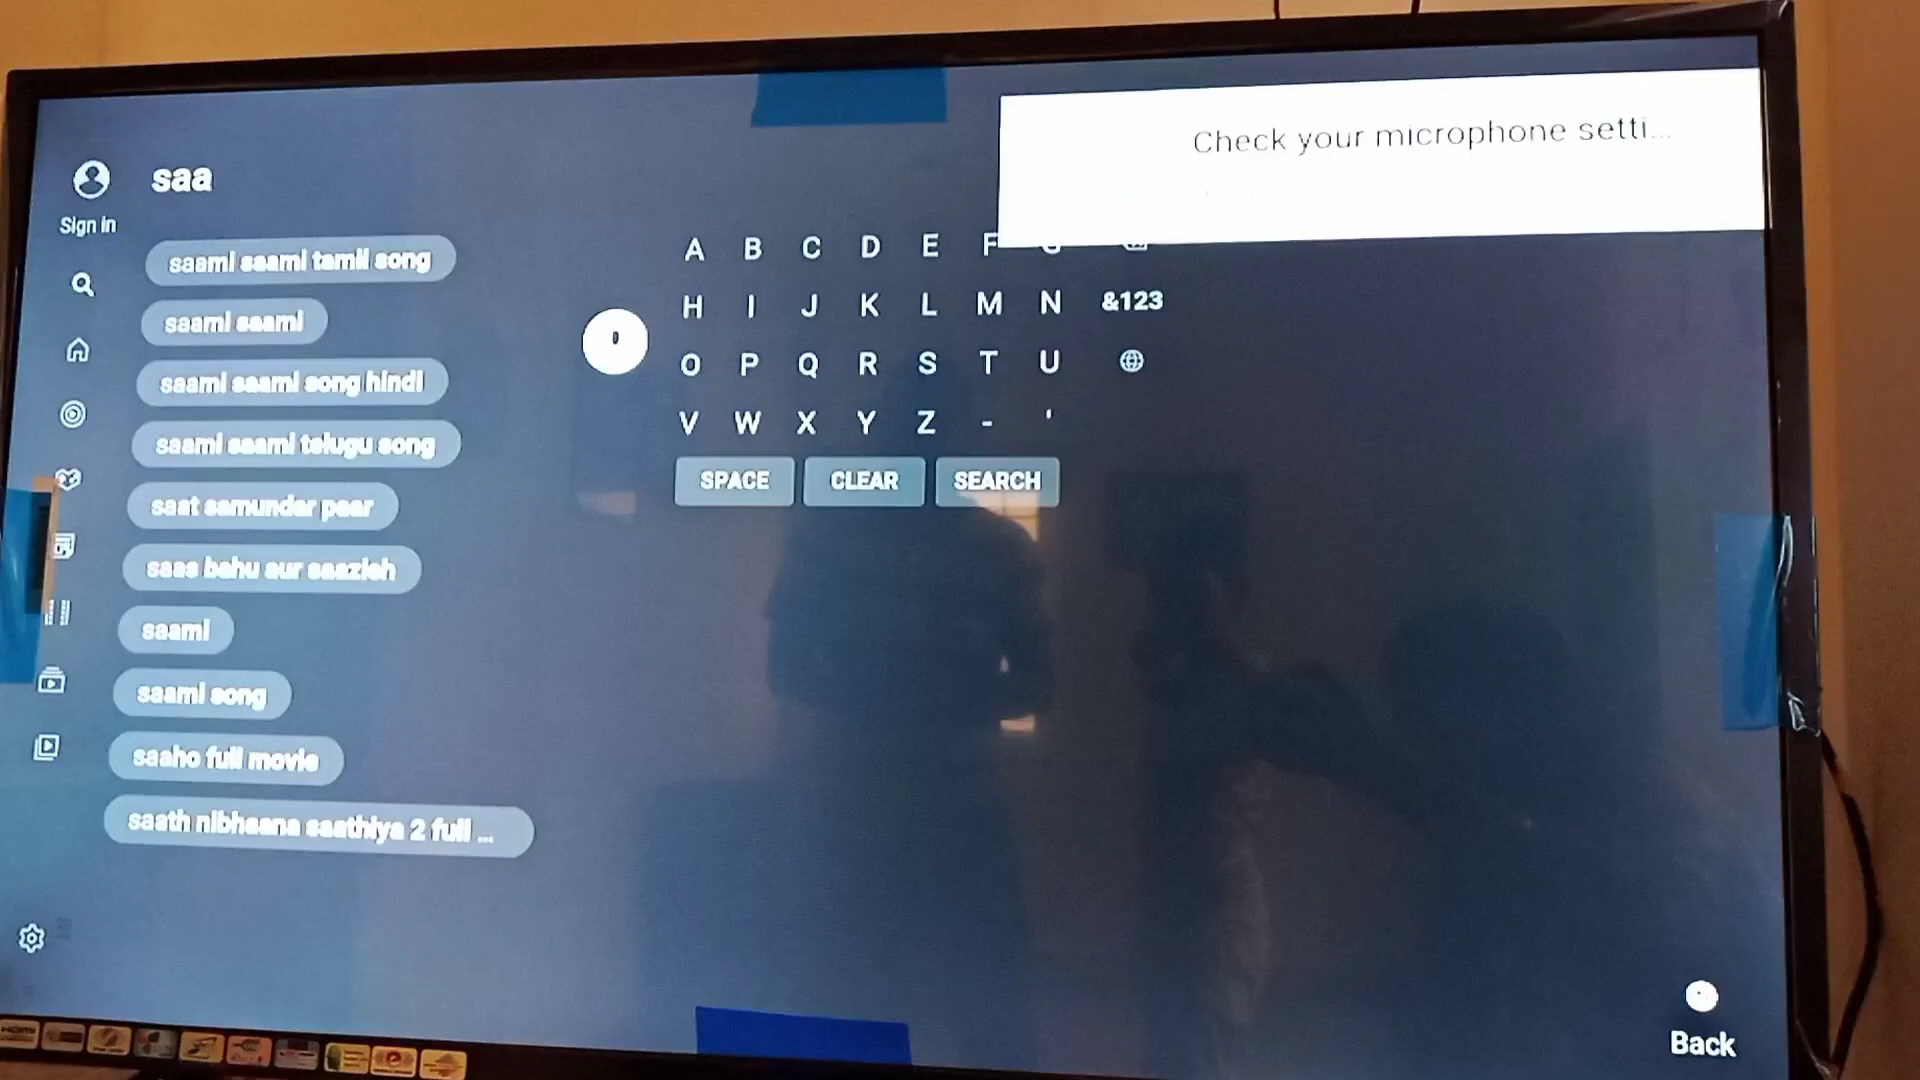 Check your microphone setti...
saa
Sign in
saami saami tamil song
saami saami
saami saami song hindi
saami saami telugu song
saat samundar paar
saas bahu aur saazish
saami
saami song
saaho full movie
saath nibhaana saathiya 2 full ...
A B C D E F G
H I J K L M N &123
O P Q R S T U
V W X Y Z - '
SPACE CLEAR SEARCH
Back
HDMI